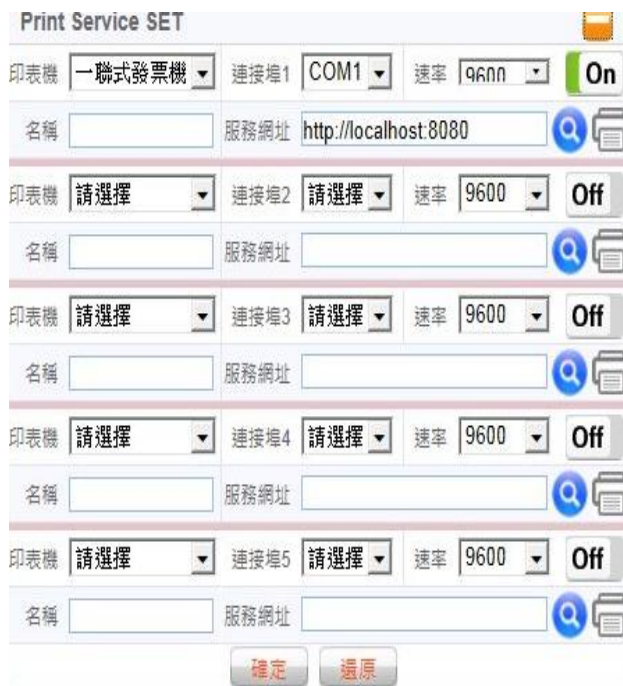 Print Service SET
印表機 一聯式發票機 連接埠1 COM1 速率 9600 On
名稱 服務網址 http://localhost:8080
印表機 請選擇 連接埠2 請選擇 速率 9600 Off
名稱 服務網址
印表機 請選擇 連接埠3 請選擇 速率 9600 Off
名稱 服務網址
印表機 請選擇 連接埠4 請選擇 速率 9600 Off
名稱 服務網址
印表機 請選擇 連接埠5 請選擇 速率 9600 Off
名稱 服務網址
確定 還原